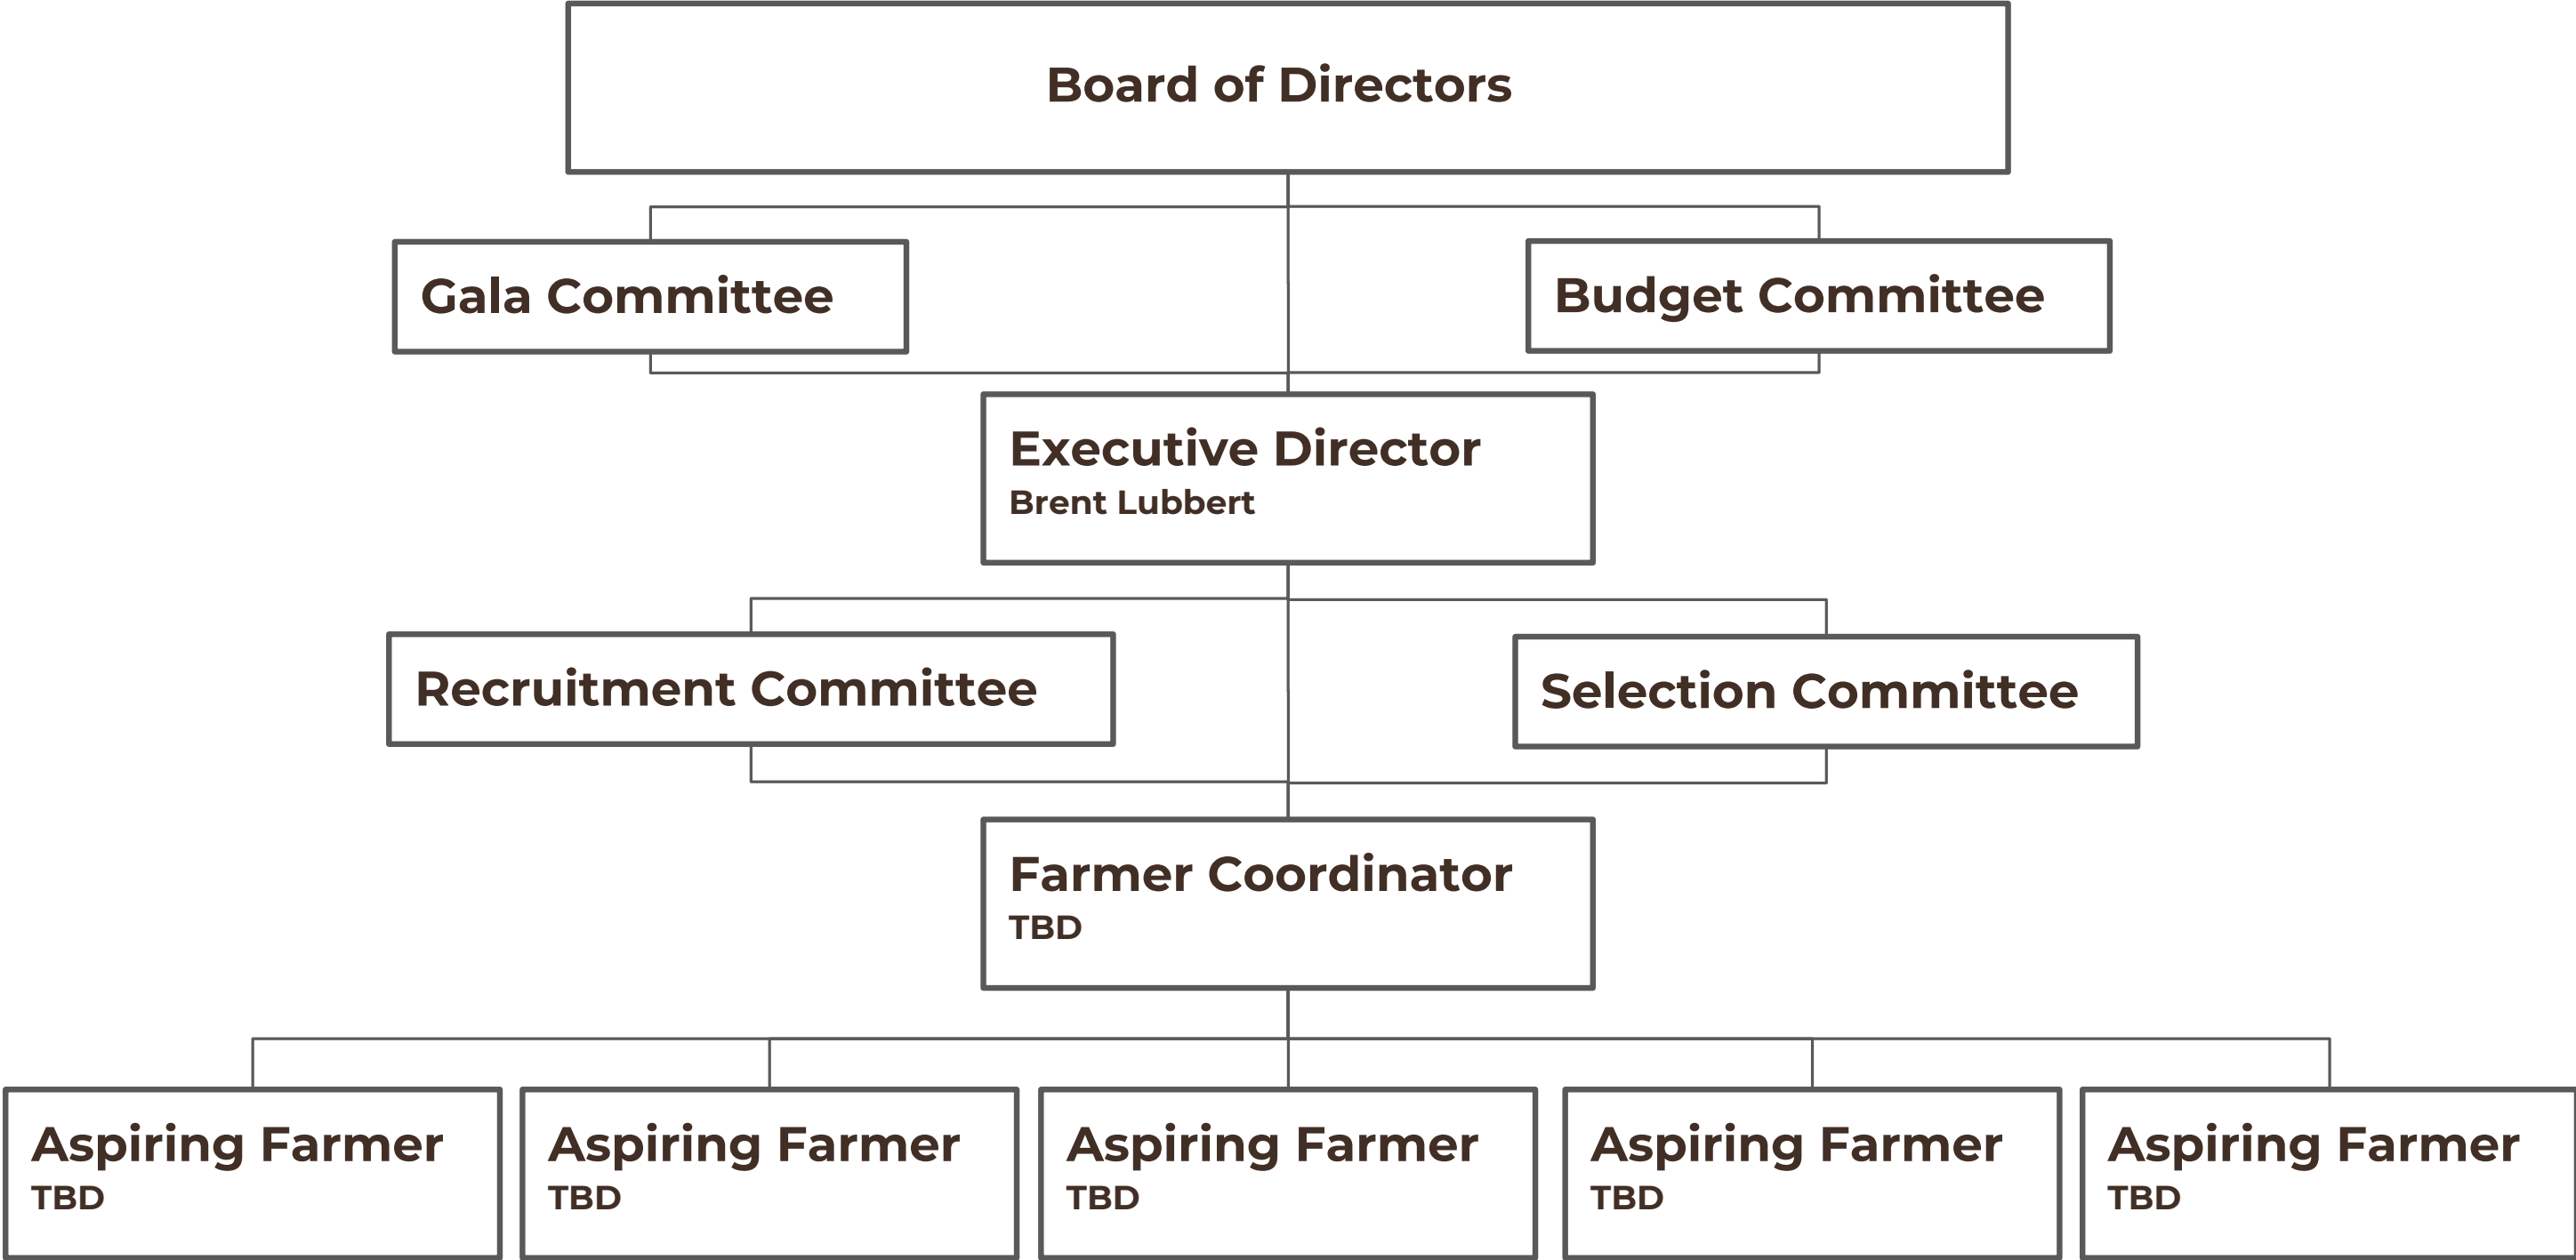 Board of Directors
Gala Committee
Budget Committee
Executive Director
Brent Lubbert
Recruitment Committee
Selection Committee
Farmer Coordinator
TBD
Aspiring Farmer
TBD
Aspiring Farmer
TBD
Aspiring Farmer
TBD
Aspiring Farmer
TBD
Aspiring Farmer
TBD